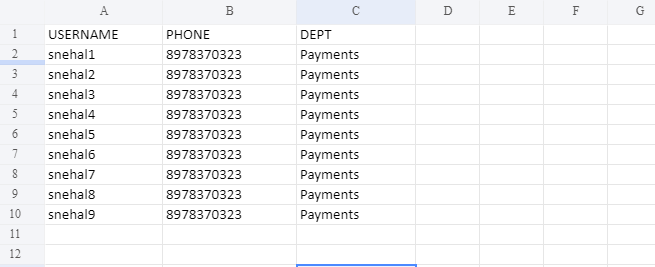 A B C D E F G
1 USERNAME PHONE DEPT
2 snehal1 8978370323 Payments
3 snehal2 8978370323 Payments
4 snehal3 8978370323 Payments
5 snehal4 8978370323 Payments
6 snehal5 8978370323 Payments
7 snehal6 8978370323 Payments
8 snehal7 8978370323 Payments
9 snehal8 8978370323 Payments
10 snehal9 8978370323 Payments
11
12